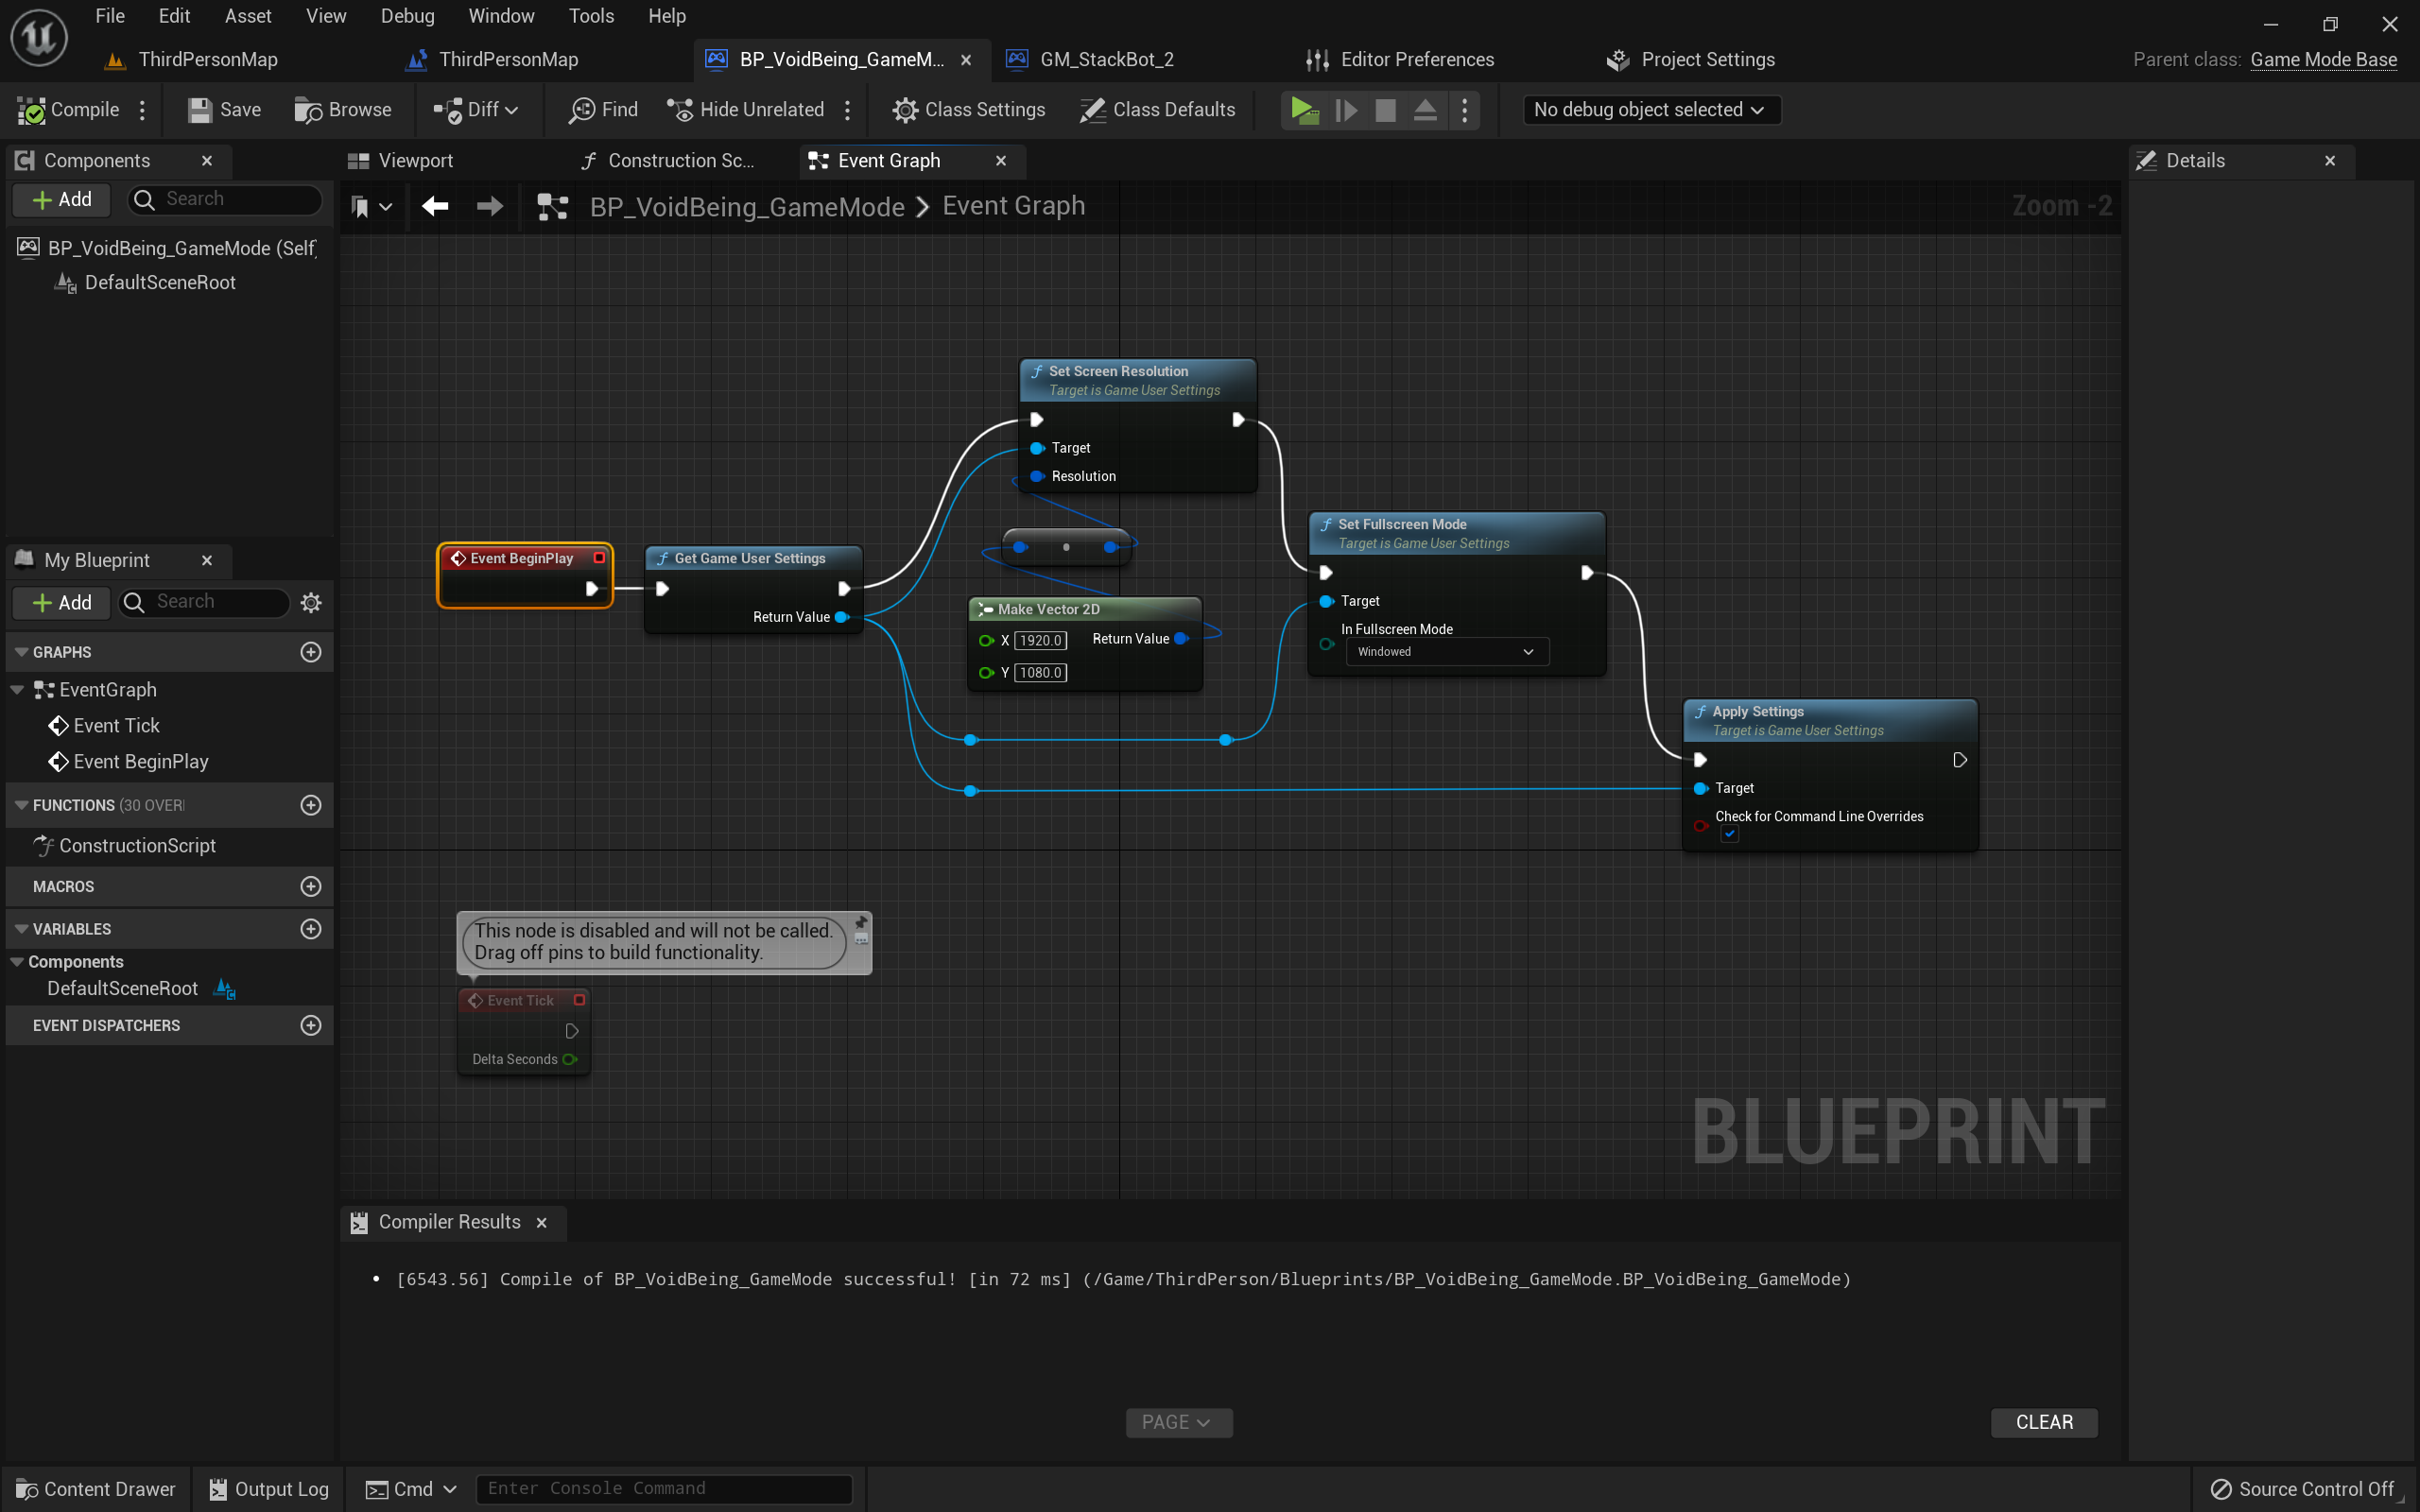 File Edit Asset View Debug Window Tools Help
ThirdPersonMap ThirdPersonMap BP_VoidBeing_GameM... GM_StackBot_2 Editor Preferences Project Settings Parent class: Game Mode Base
Compile Save Browse Diff Find Hide Unrelated Class Settings Class Defaults No debug object selected
Components Viewport Construction Sc... Event Graph Details
Add Search
BP_VoidBeing_GameMode > Event Graph Zoom -2
BP_VoidBeing_GameMode (Self)
DefaultSceneRoot
Set Screen Resolution
Target is Game User Settings
Target
Resolution
Set Fullscreen Mode
Target is Game User Settings
Target
In Fullscreen Mode
Windowed
Event BeginPlay
Get Game User Settings
Return Value
Make Vector 2D
X 1920.0 Return Value
Y 1080.0
Apply Settings
Target is Game User Settings
Target
Check for Command Line Overrides
My Blueprint
Add Search
GRAPHS
EventGraph
Event Tick
Event BeginPlay
FUNCTIONS (30 OVERI
ConstructionScript
MACROS
VARIABLES
Components
DefaultSceneRoot
EVENT DISPATCHERS
This node is disabled and will not be called.
Drag off pins to build functionality.
Event Tick
Delta Seconds
BLUEPRINT
Compiler Results
• [6543.56] Compile of BP_VoidBeing_GameMode successful! [in 72 ms] (/Game/ThirdPerson/Blueprints/BP_VoidBeing_GameMode.BP_VoidBeing_GameMode)
PAGE CLEAR
Content Drawer Output Log Cmd Enter Console Command Source Control Off